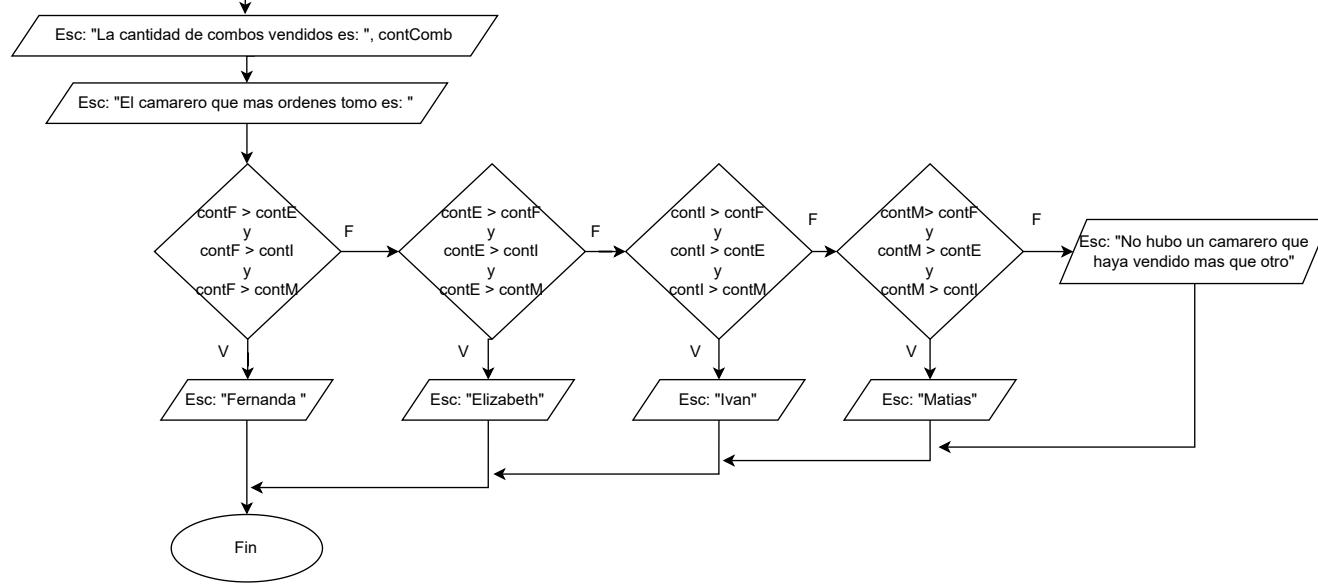 Esc: "La cantidad de combos vendidos es: ", contComb
Esc: "El camarero que mas ordenes tomo es: "
contF > contE
y
contF > contI
y
contF > contM
F
V
contE > contF
y
contE > contI
y
contE > contM
F
V
contI > contF
y
contI > contE
y
contI > contM
F
V
contM> contF
y
contM > contE
y
contM > contI
F
V
Esc: "No hubo un camarero que
haya vendido mas que otro"
Esc: "Fernanda "
Esc: "Elizabeth"
Esc: "Ivan"
Esc: "Matias"
Fin